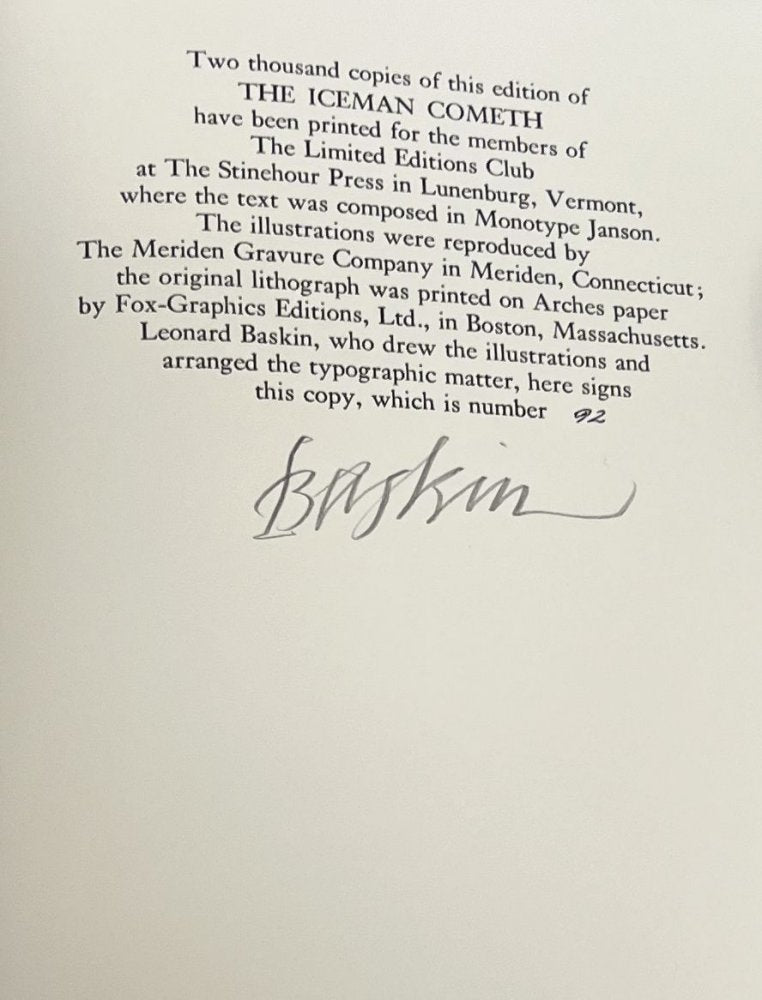 Two thousand copies of this edition of
THE ICEMAN COMETH
have been printed for the members of
The Limited Editions Club
at The Stinehour Press in Lunenburg, Vermont,
where the text was composed in Monotype Janson.
The illustrations were reproduced by
The Meriden Gravure Company in Meriden, Connecticut;
the original lithograph was printed on Arches paper
by Fox-Graphics Editions, Ltd., in Boston, Massachusetts.
Leonard Baskin, who drew the illustrations and
arranged the typographic matter, here signs
this copy, which is number 92
Baskin